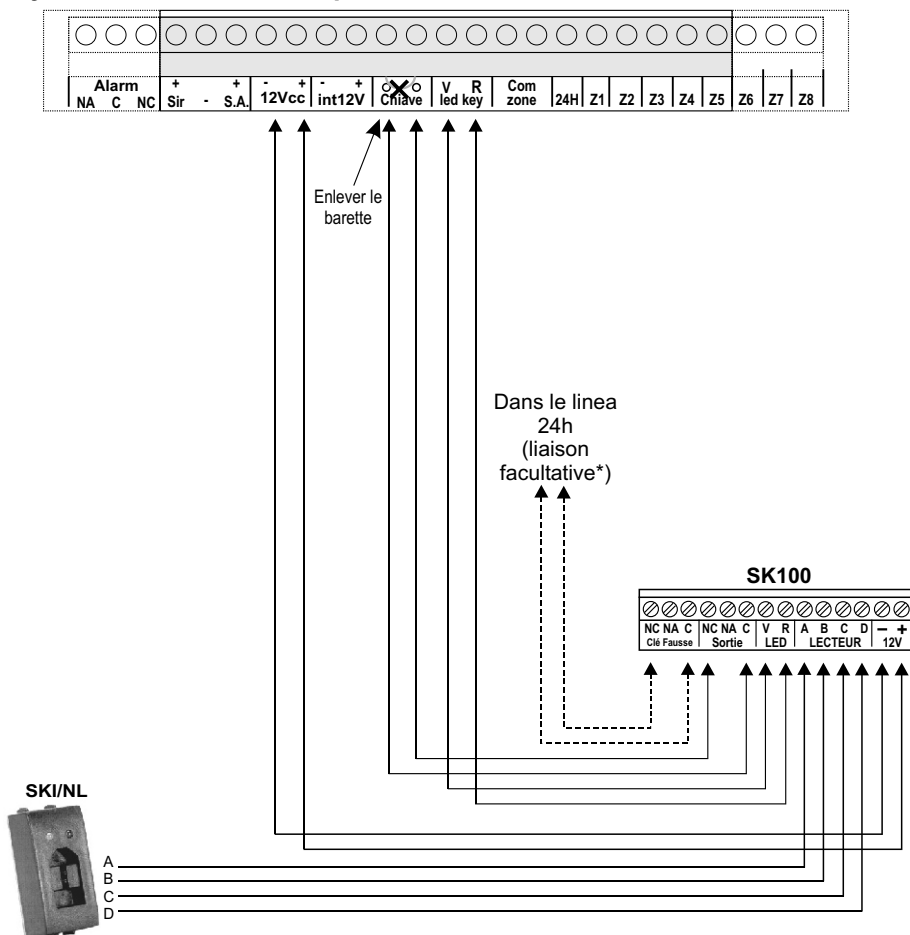 Alarm
NA C NC
+ +
Sir - S.A.
- +
12Vcc
- +
int12V
Chiave
V R
led key
Com
zone
24H Z1 Z2 Z3 Z4 Z5 Z6 Z7 Z8
Enlever le
barette
Dans le linea
24h
(liaison
facultative*)
SK100
NC NA C NC NA C V R A B C D − +
Clé Fausse Sortie LED LECTEUR 12V
SKI/NL
A
B
C
D